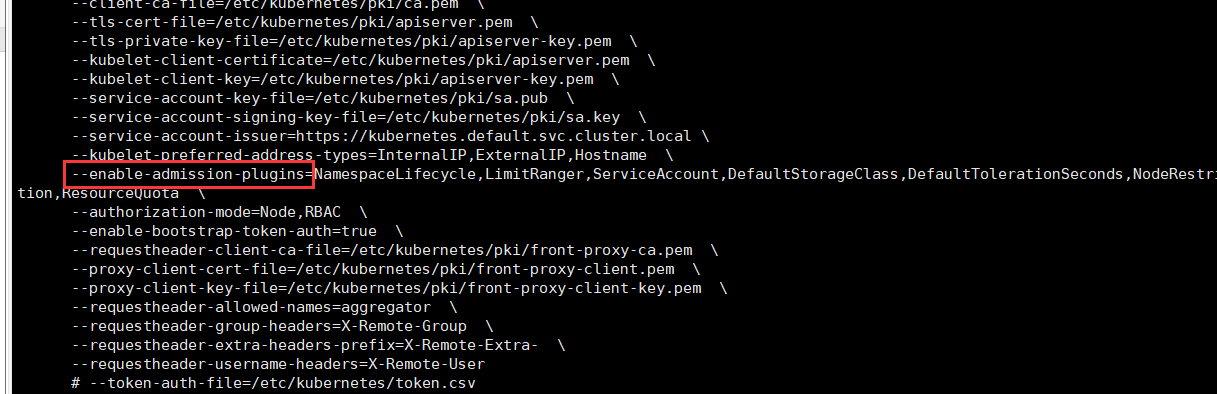 --client-ca-file=/etc/kubernetes/pki/ca.pem \
--tls-cert-file=/etc/kubernetes/pki/apiserver.pem \
--tls-private-key-file=/etc/kubernetes/pki/apiserver-key.pem \
--kubelet-client-certificate=/etc/kubernetes/pki/apiserver.pem \
--kubelet-client-key=/etc/kubernetes/pki/apiserver-key.pem \
--service-account-key-file=/etc/kubernetes/pki/sa.pub \
--service-account-signing-key-file=/etc/kubernetes/pki/sa.key \
--service-account-issuer=https://kubernetes.default.svc.cluster.local \
--kubelet-preferred-address-types=InternalIP,ExternalIP,Hostname \
--enable-admission-plugins=NamespaceLifecycle,LimitRanger,ServiceAccount,DefaultStorageClass,DefaultTolerationSeconds,NodeRestri
tion,ResourceQuota \
--authorization-mode=Node,RBAC \
--enable-bootstrap-token-auth=true \
--requestheader-client-ca-file=/etc/kubernetes/pki/front-proxy-ca.pem \
--proxy-client-cert-file=/etc/kubernetes/pki/front-proxy-client.pem \
--proxy-client-key-file=/etc/kubernetes/pki/front-proxy-client-key.pem \
--requestheader-allowed-names=aggregator \
--requestheader-group-headers=X-Remote-Group \
--requestheader-extra-headers-prefix=X-Remote-Extra- \
--requestheader-username-headers=X-Remote-User
# --token-auth-file=/etc/kubernetes/token.csv